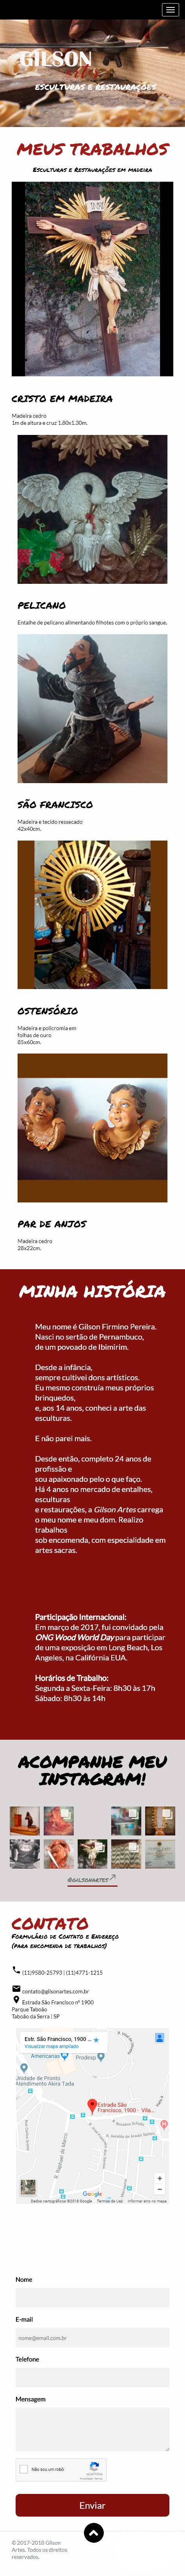 GILSON
Artes
ESCULTURAS E RESTAURAÇÕES
MEUS TRABALHOS
Esculturas e Restaurações em madeira
CRISTO EM MADEIRA
Madeira cedro
1m de altura e cruz 1.80x1.30m.
PELICANO
Entalhe de pelicano alimentando filhotes com o próprio sangue.
SÃO FRANCISCO
Madeira e tecido ressecado
42x40cm.
OSTENSÓRIO
Madeira e policromia em
folhas de ouro
85x60cm.
PAR DE ANJOS
Madeira cedro
28x22cm.
MINHA HISTÓRIA
Meu nome é Gilson Firmino Pereira.
Nasci no sertão de Pernambuco,
de um povoado de Ibimirim.
Desde a infância,
sempre cultivei dons artísticos.
Eu mesmo construía meus próprios
brinquedos,
e, aos 14 anos, conheci a arte das
esculturas.
E não parei mais.
Desde então, completo 24 anos de
profissão e
sou apaixonado pelo o que faço.
Há 4 anos no mercado de entalhes,
esculturas
e restaurações, a Gilson Artes carrega
o meu nome e meu dom. Realizo
trabalhos
sob encomenda, com especialidade em
artes sacras.
Participação Internacional:
Em março de 2017, fui convidado pela
ONG Wood World Day para participar
de uma exposição em Long Beach, Los
Angeles, na Califórnia EUA.
Horários de Trabalho:
Segunda a Sexta-Feira: 8h30 às 17h
Sábado: 8h30 às 14h
ACOMPANHE MEU
INSTAGRAM!
@gilsonartes
CONTATO
Formulário de Contato e Endereço
(para encomenda de trabalhos)
(11)9580-25793 | (11)4771-1215
contato@gilsonartes.com.br
Estrada São Francisco nº 1900
Parque Taboão
Taboão da Serra | SP
Estr. São Francisco, 1900 ...
Visualizar mapa ampliado
Americanas
Prodesp
Unidade de Pronto
Atendimento Akira Tada
R. Raphael de Marco
Estrada São
Francisco, 1900 - Vila...
Google
Dados cartográficos ©2018 Google
Termos de Uso
Informar erro no mapa
Nome
E-mail
nome@email.com.br
Telefone
Mensagem
Não sou um robô
reCAPTCHA
Privacidade - Termos
Enviar
© 2017-2018 Gilson
Artes. Todos os direitos
reservados.